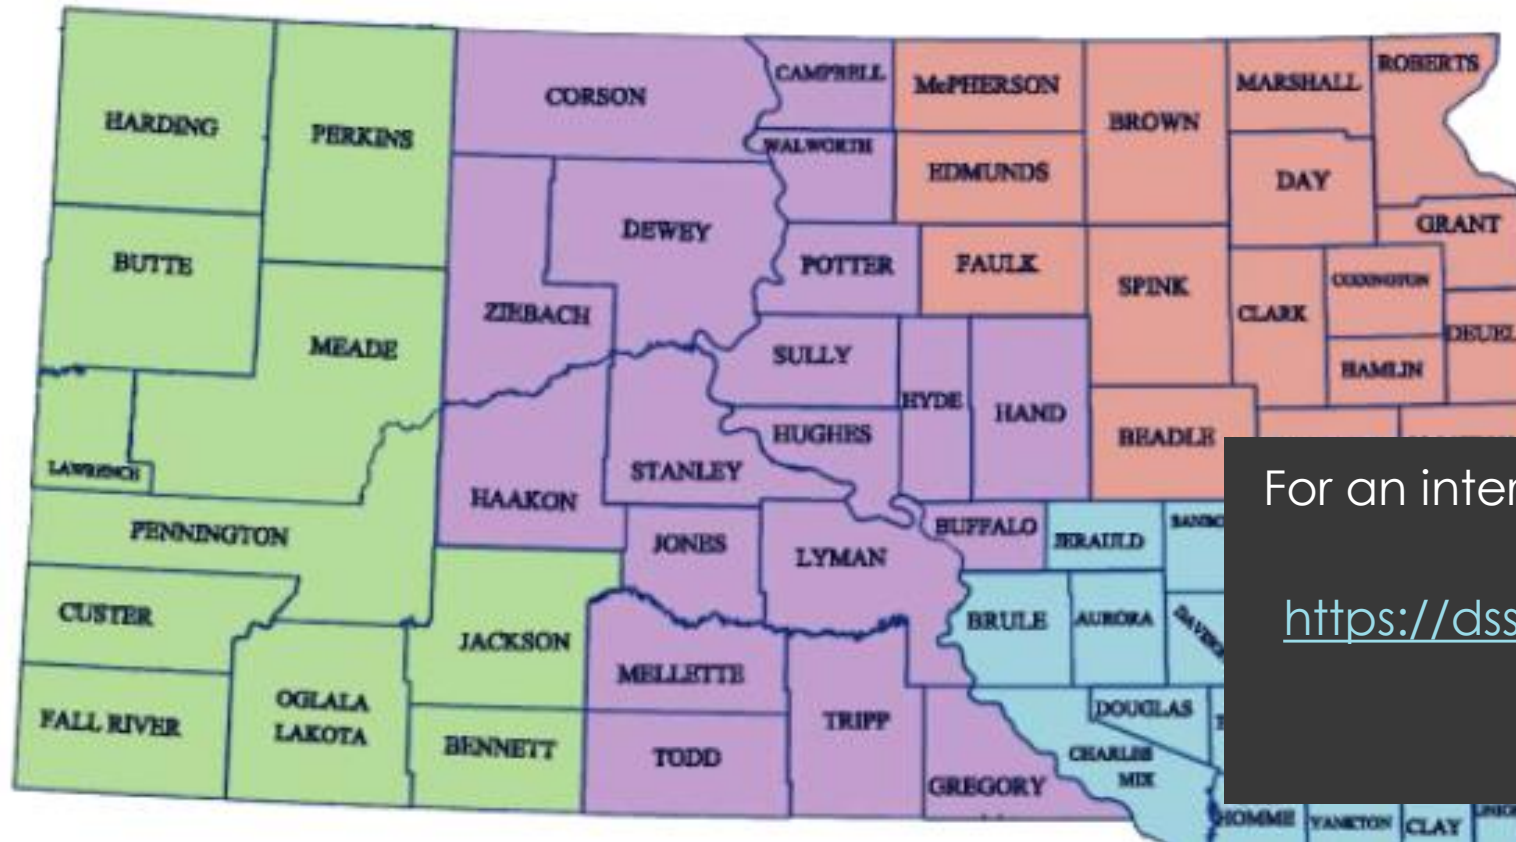 HARDING
PERKINS
CORSON
CAMPBELL
McPHERSON
BROWN
MARSHALL
ROBERTS
WALWORTH
EDMUNDS
DAY
BUTTE
DEWEY
POTTER
FAULK
GRANT
SPINK
CODINGTON
MEADE
ZIEBACH
CLARK
DEUEL
SULLY
HAMLIN
HYDE
HAND
HUGHES
BEADLE
LAWRENCE
STANLEY
HAAKON
PENNINGTON
JONES
LYMAN
BUFFALO
JERAULD
For an inter
CUSTER
JACKSON
BRULE
AURORA
https://dss
MELLETTE
OGLALA
LAKOTA
FALL RIVER
BENNETT
TODD
TRIPP
DOUGLAS
CHARLES
MIX
GREGORY
HOMME
YANKTON
CLAY